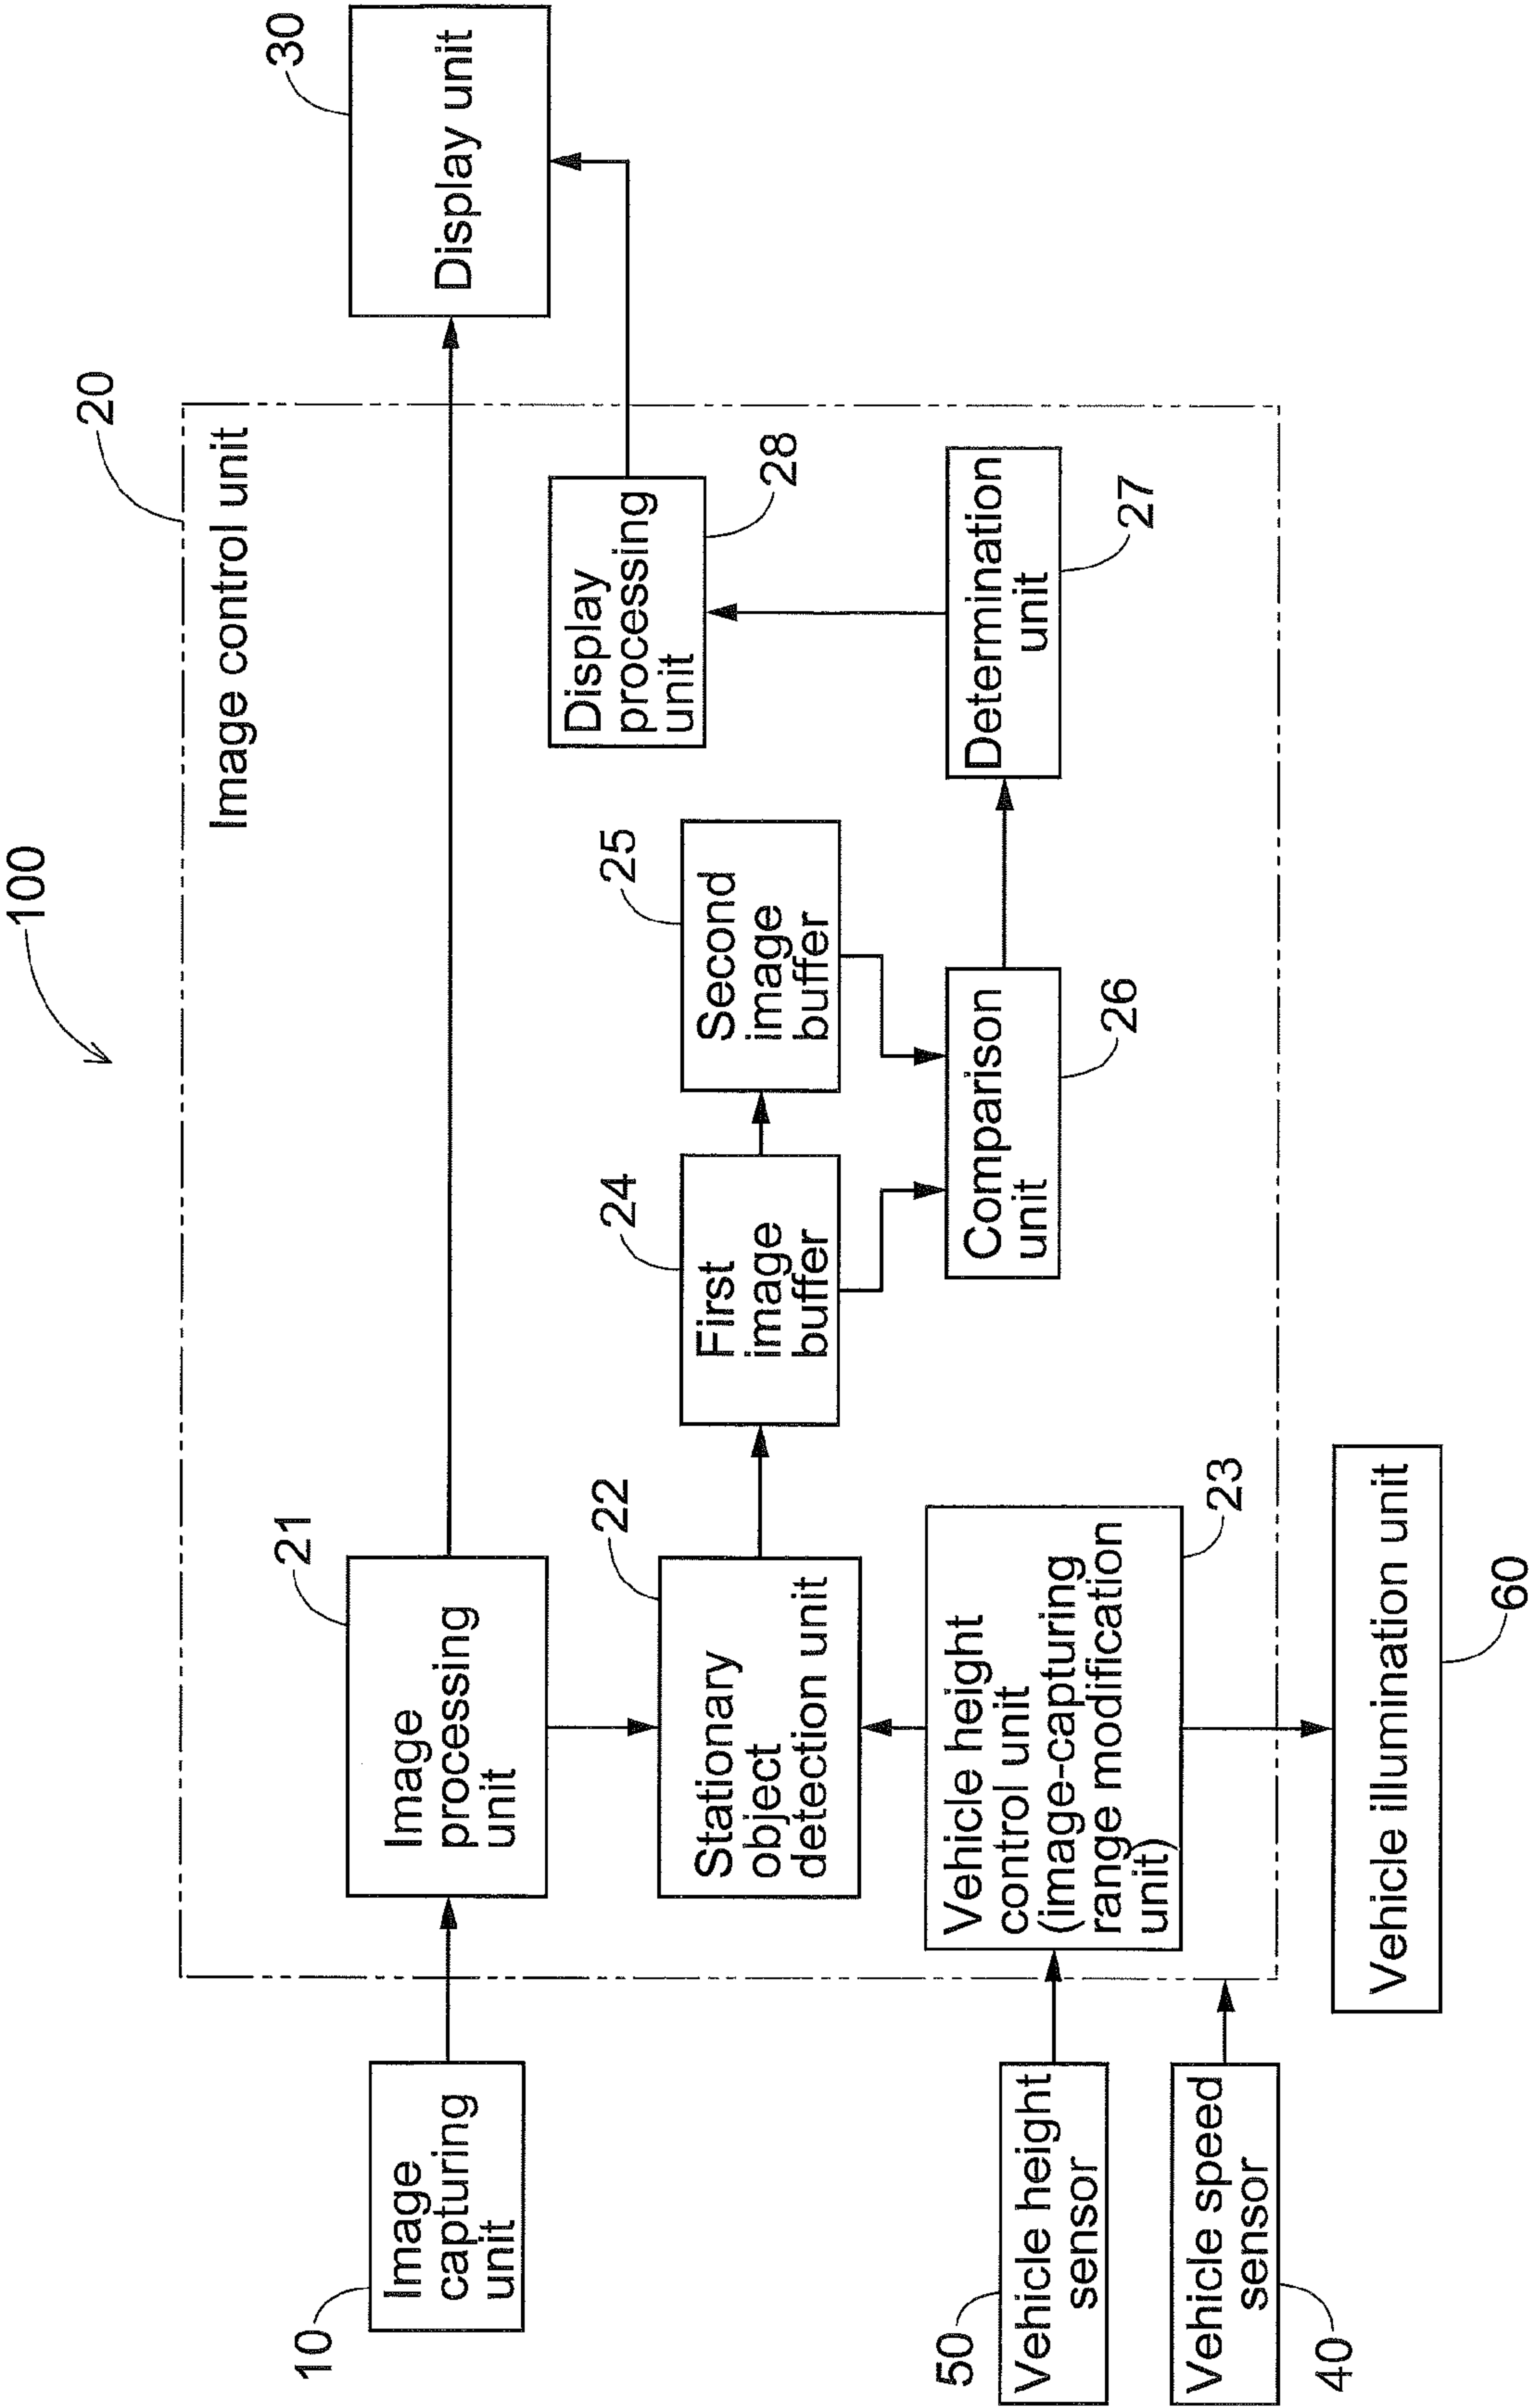 100
20
Image control unit
30
Display unit
10
Image
capturing
unit
21
Image
processing
unit
22
Stationary
object
detection unit
23
Vehicle height
control unit
(image-capturing
range modification
unit)
24
First
image
buffer
25
Second
image
buffer
26
Comparison
unit
27
Determination
unit
28
Display
processing
unit
50
Vehicle height
sensor
40
Vehicle speed
sensor
60
Vehicle illumination unit